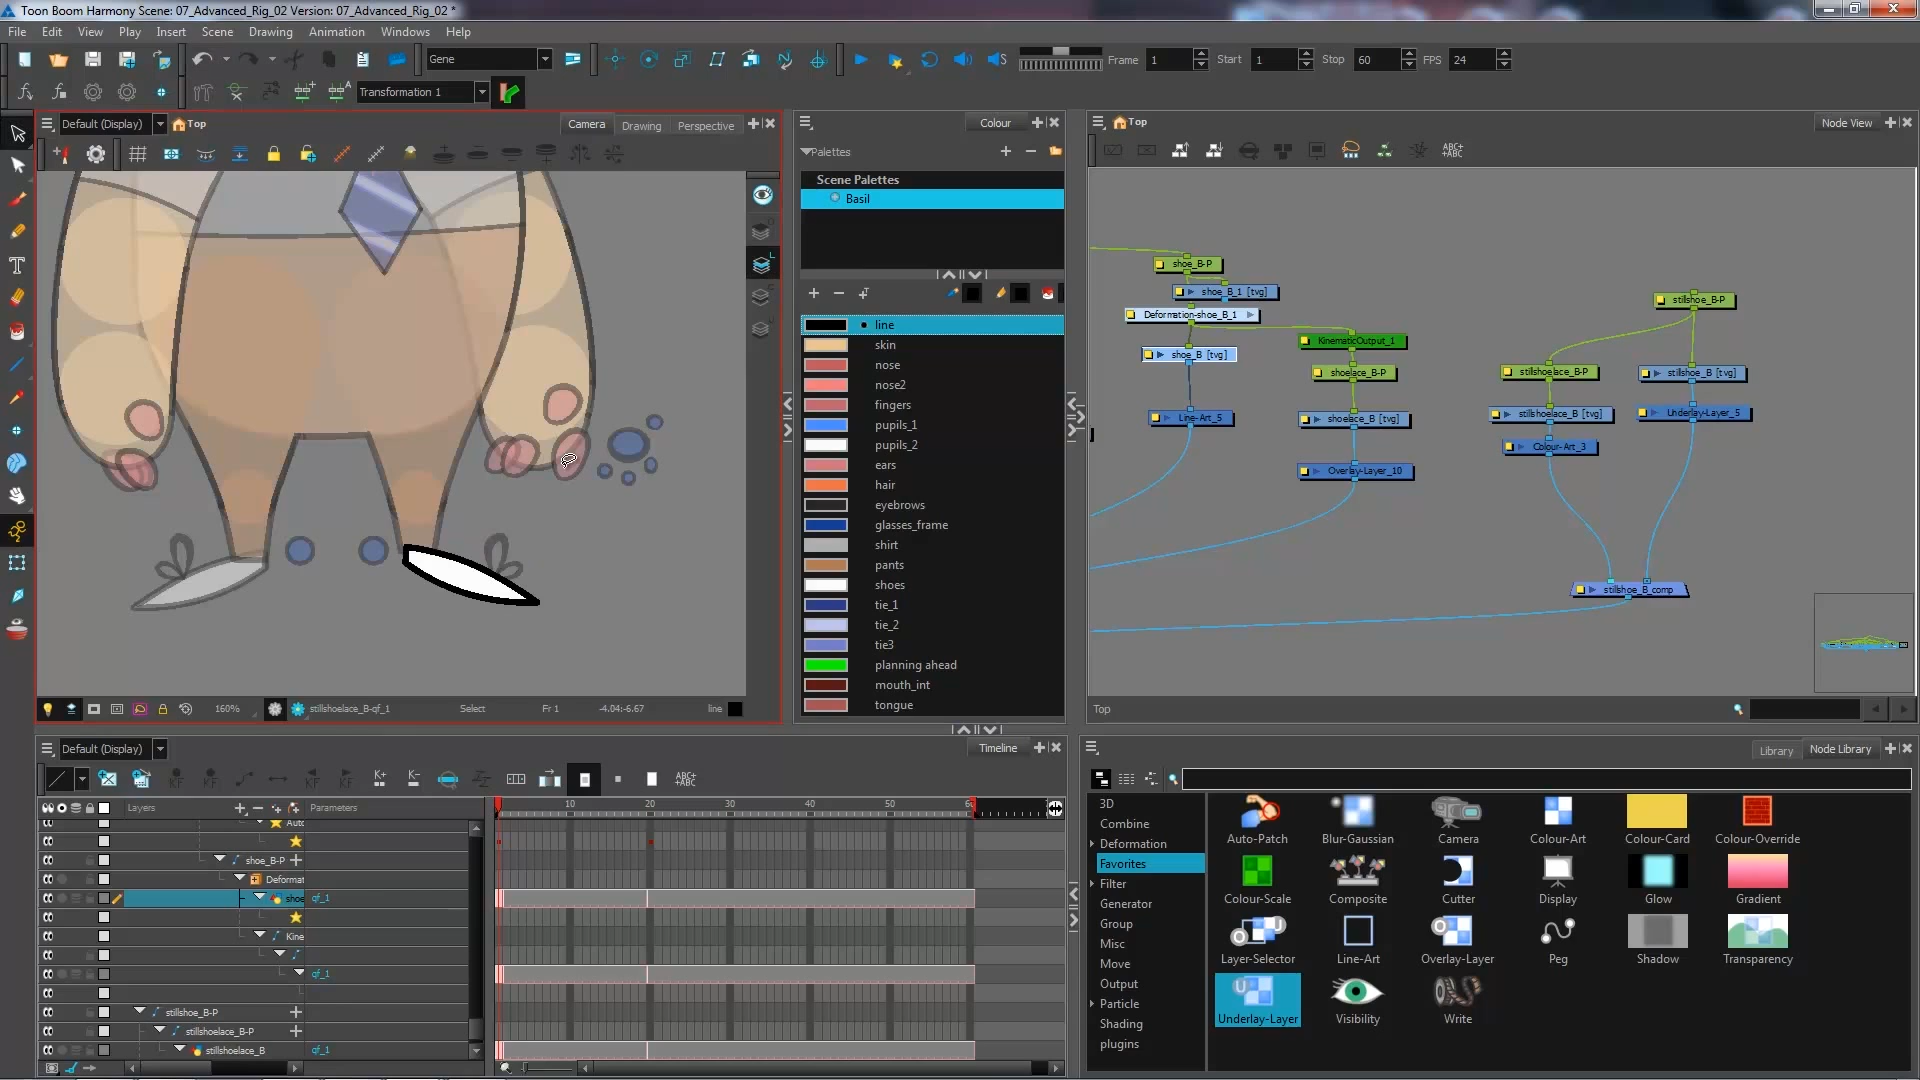 Toon Boom Harmony Scene: 07_Advanced_Rig_02 Version: 07_Advanced_Rig_02 *
File Edit View Play Insert Scene Drawing Animation Windows Help
Gene Frame 1 Start 1 Stop 60 FPS 24
Transformation 1
Default (Display) Top Camera Drawing Perspective
Colour
Top Node View
Palettes
Scene Palettes
Basil
line
skin
nose
nose2
fingers
pupils_1
pupils_2
ears
hair
eyebrows
glasses_frame
shirt
pants
shoes
tie_1
tie_2
tie3
planning ahead
mouth_int
tongue
shoe_B-P
shoe_B_1 [tvg]
Deformation-shoe_B_1
shoe_B [tvg]
Line-Art_5
KinematicOutput_1
shoelace_B-P
shoelace_B [tvg]
Overlay-Layer_10
stillshoe_B-P
stillshoelace_B-P
stillshoe_B [tvg]
stillshoelace_B [tvg]
Underlay-Layer_5
Colour-Art_3
stillshoe_B_comp
Top
160% stillshoelace_B-qf_1 Select Fr 1 -4.04:-6.67 line
Default (Display) Timeline
Layers Parameters
10 20 30 40 50
Auto
shoe_B-P
Deformat
shoe qf_1
Kine
qf_1
stillshoe_B-P
stillshoelace_B-P
stillshoelace_B qf_1
Library Node Library
3D
Combine
Deformation
Favorites
Filter
Generator
Group
Misc
Move
Output
Particle
Shading
plugins
Auto-Patch Blur-Gaussian Camera Colour-Art Colour-Card Colour-Override
Colour-Scale Composite Cutter Display Glow Gradient
Layer-Selector Line-Art Overlay-Layer Peg Shadow Transparency
Underlay-Layer Visibility Write